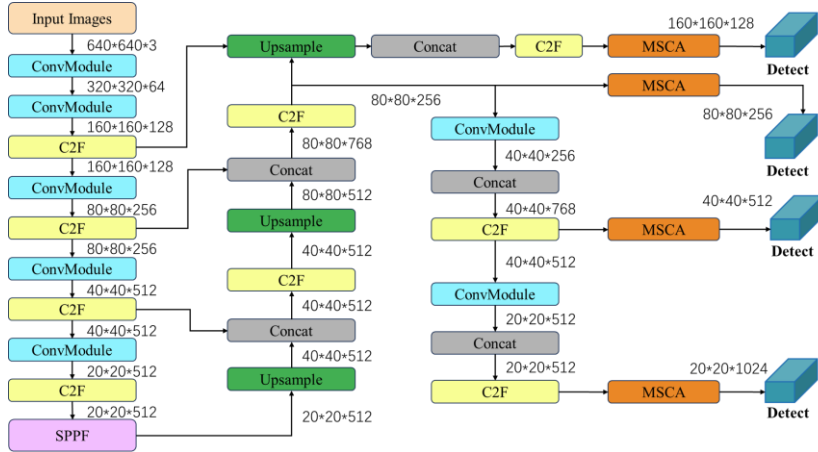 Input Images
640*640*3
ConvModule
320*320*64
ConvModule
160*160*128
C2F
160*160*128
ConvModule
80*80*256
C2F
80*80*256
ConvModule
40*40*512
C2F
40*40*512
ConvModule
20*20*512
C2F
20*20*512
SPPF
Upsample
C2F
80*80*768
Concat
80*80*512
Upsample
40*40*512
C2F
40*40*512
Concat
40*40*512
Upsample
20*20*512
Concat
C2F
MSCA
160*160*128
Detect
80*80*256
MSCA
80*80*256
Detect
ConvModule
40*40*256
Concat
40*40*768
C2F
MSCA
40*40*512
Detect
40*40*512
ConvModule
20*20*512
Concat
20*20*512
C2F
MSCA
20*20*1024
Detect